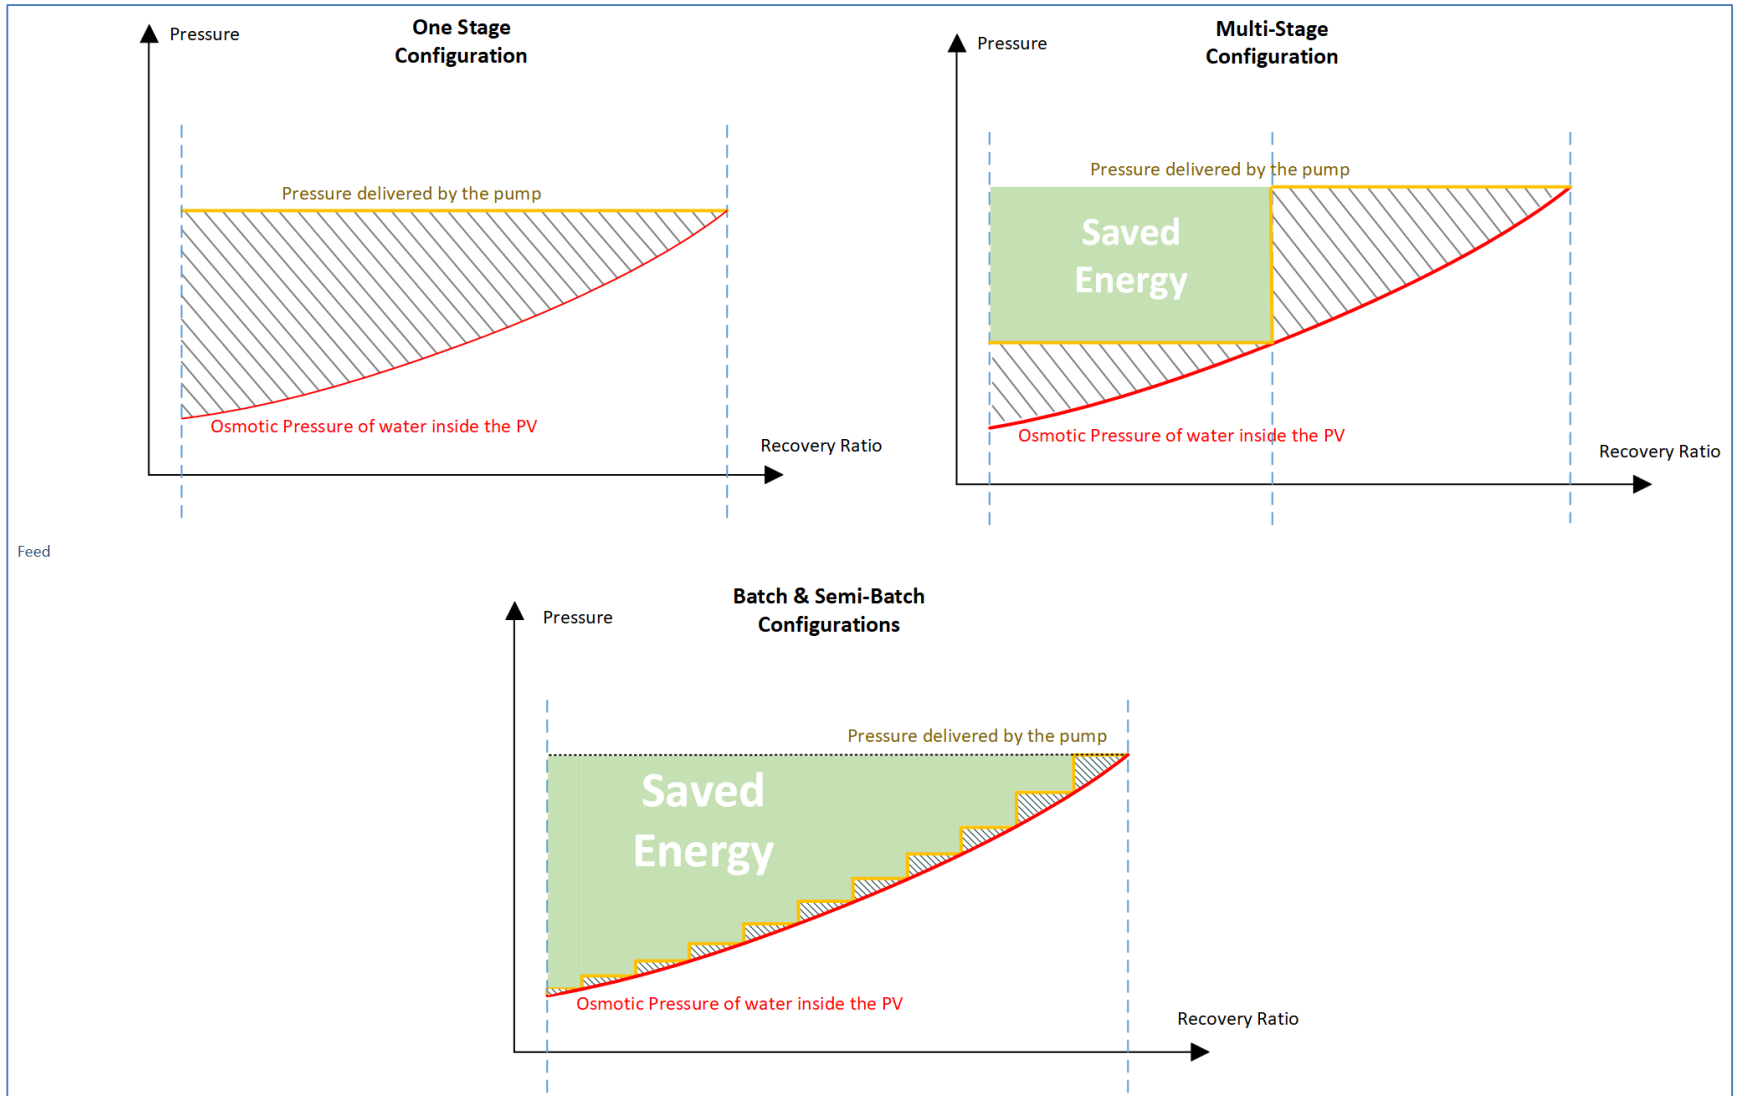 One Stage
Configuration
Pressure
Pressure delivered by the pump
Osmotic Pressure of water inside the PV
Recovery Ratio
Multi-Stage
Configuration
Pressure
Pressure delivered by the pump
Saved
Energy
Osmotic Pressure of water inside the PV
Recovery Ratio
Feed
Batch & Semi-Batch
Configurations
Pressure
Pressure delivered by the pump
Saved
Energy
Osmotic Pressure of water inside the PV
Recovery Ratio